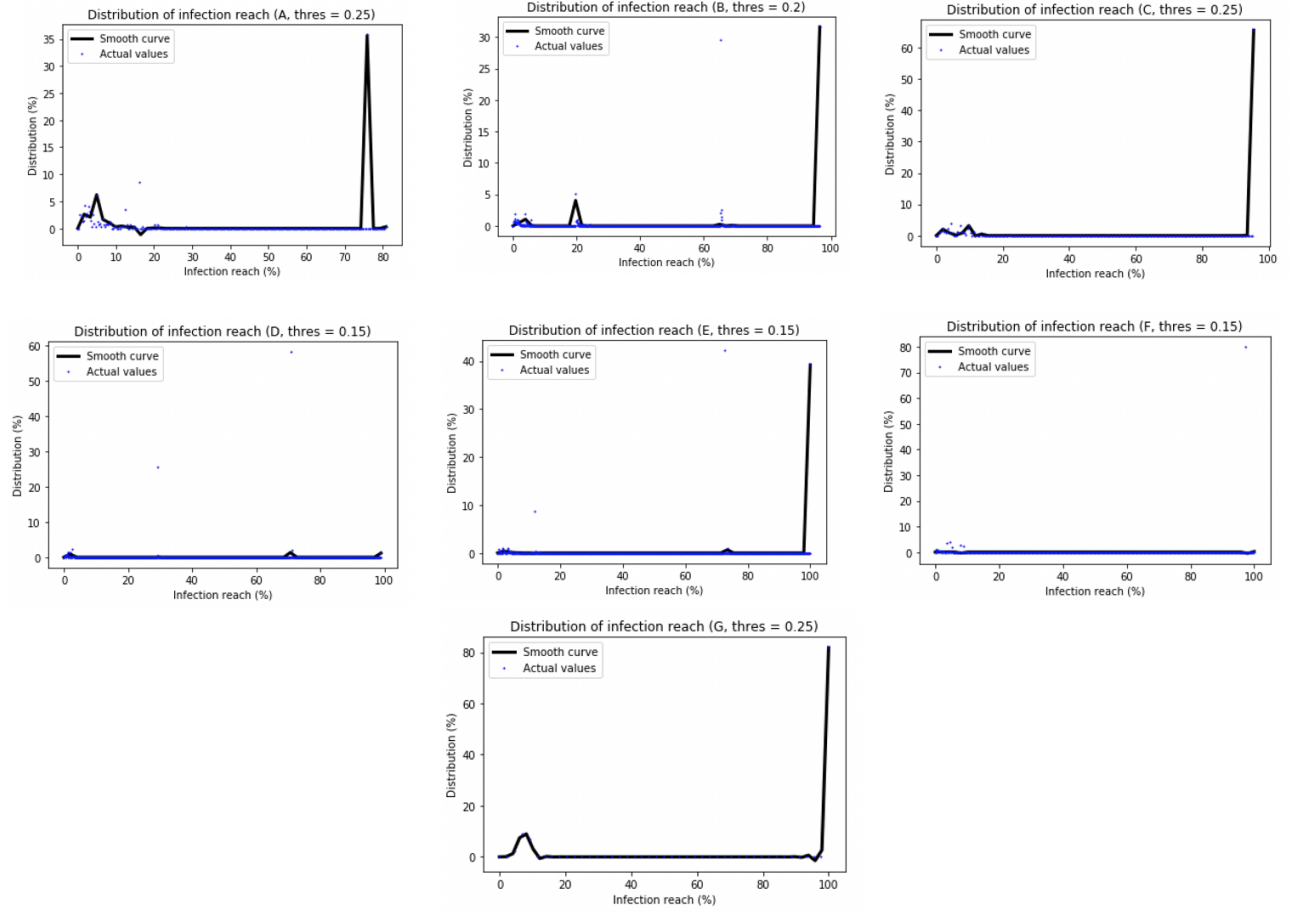 Distribution of infection reach (A, thres = 0.25)
Smooth curve
Actual values
35
30
25
20
15
10
5
0
Distribution (%)
0 10 20 30 40 50 60 70 80
Infection reach (%)
Distribution of infection reach (B, thres = 0.2)
Smooth curve
Actual values
30
25
20
15
10
5
0
Distribution (%)
0 20 40 60 80 100
Infection reach (%)
Distribution of infection reach (C, thres = 0.25)
Smooth curve
Actual values
60
50
40
30
20
10
0
Distribution (%)
0 20 40 60 80 100
Infection reach (%)
Distribution of infection reach (D, thres = 0.15)
Smooth curve
Actual values
60
50
40
30
20
10
0
Distribution (%)
0 20 40 60 80 100
Infection reach (%)
Distribution of infection reach (E, thres = 0.15)
Smooth curve
Actual values
40
30
20
10
0
Distribution (%)
0 20 40 60 80 100
Infection reach (%)
Distribution of infection reach (F, thres = 0.15)
Smooth curve
Actual values
80
70
60
50
40
30
20
10
0
Distribution (%)
0 20 40 60 80 100
Infection reach (%)
Distribution of infection reach (G, thres = 0.25)
Smooth curve
Actual values
80
60
40
20
0
Distribution (%)
0 20 40 60 80 100
Infection reach (%)